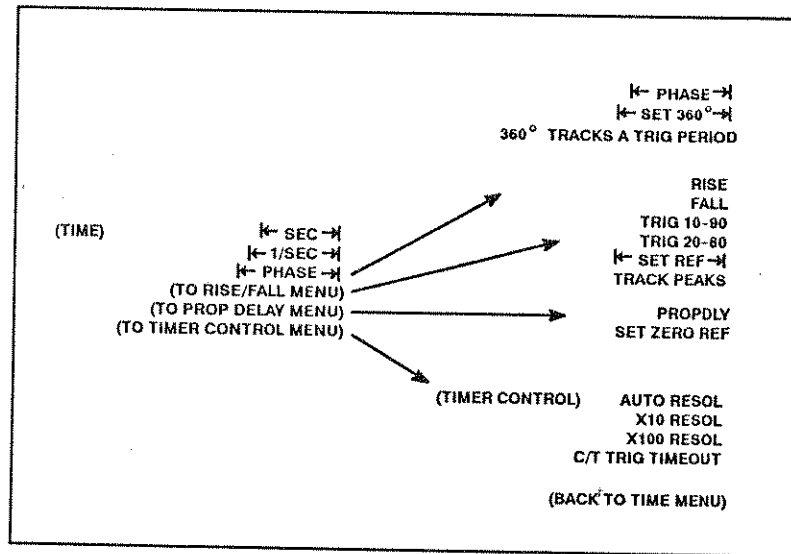 |← PHASE →|
|← SET 360° →|
360° TRACKS A TRIG PERIOD
RISE
FALL
TRIG 10-90
TRIG 20-80
|← SET REF →|
TRACK PEAKS
(TIME)
|← SEC →|
|← 1/SEC →|
|← PHASE →|
(TO RISE/FALL MENU)
(TO PROP DELAY MENU)
(TO TIMER CONTROL MENU)
PROPDLY
SET ZERO REF
(TIMER CONTROL) AUTO RESOL
X10 RESOL
X100 RESOL
C/T TRIG TIMEOUT
(BACK TO TIME MENU)